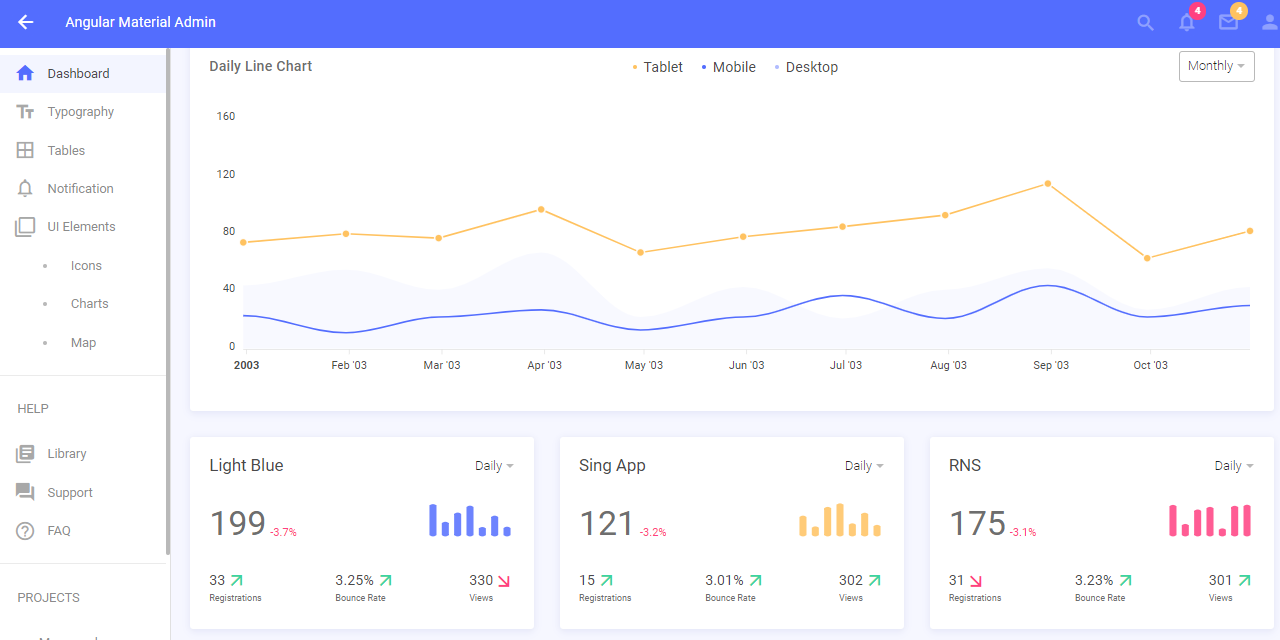 Angular Material Admin
4
4
Dashboard
Typography
Tables
Notification
UI Elements
Icons
Charts
Map
HELP
Library
Support
FAQ
PROJECTS
Daily Line Chart
Tablet Mobile Desktop
Monthly
160
120
80
40
0
2003 Feb '03 Mar '03 Apr '03 May '03 Jun '03 Jul '03 Aug '03 Sep '03 Oct '03
Light Blue Daily
199 -3.7%
33 3.25% 330
Registrations Bounce Rate Views
Sing App Daily
121 -3.2%
15 3.01% 302
Registrations Bounce Rate Views
RNS Daily
175 -3.1%
31 3.23% 301
Registrations Bounce Rate Views